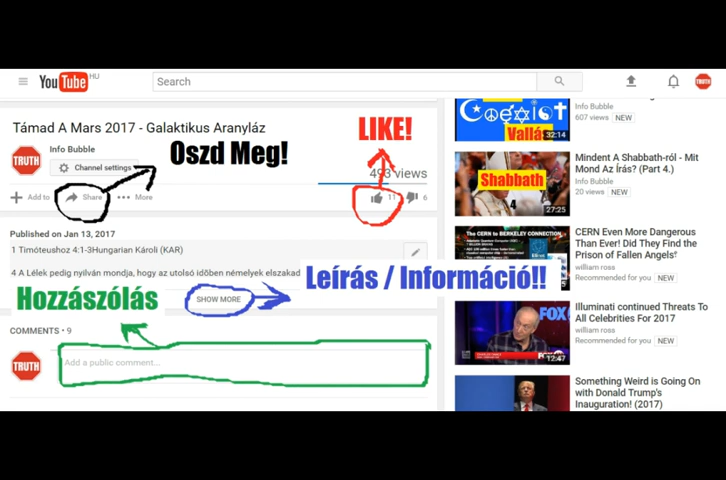 YouTube HU
Search
Támad A Mars 2017 - Galaktikus Aranyláz
LIKE!
TRUTH
Info Bubble
Channel settings
Oszd Meg!
493 views
Add to
Share
More
11
6
Published on Jan 13, 2017
1 Timóteushoz 4:1-3Hungarian Károli (KAR)
4 A Lélek pedig nyilván mondja, hogy az utolsó időben némelyek elszakad
Leírás / Információ!!
Hozzászólás
SHOW MORE
COMMENTS • 9
TRUTH
Add a public comment...
TRUTH
COEXIST
Vallás
32:14
Info Bubble
607 views NEW
Shabbath
4
27:25
Mindent A Shabbath-ról - Mit
Mond Az Írás? (Part 4.)
Info Bubble
20 views NEW
The CERN to BERKELEY CONNECTION
CERN Even More Dangerous
Than Ever! Did They Find the
Prison of Fallen Angels†
william ross
Recommended for you NEW
FOX
12:47
Illuminati continued Threats To
All Celebrities For 2017
william ross
Recommended for you NEW
Something Weird is Going On
with Donald Trump's
Inauguration! (2017)